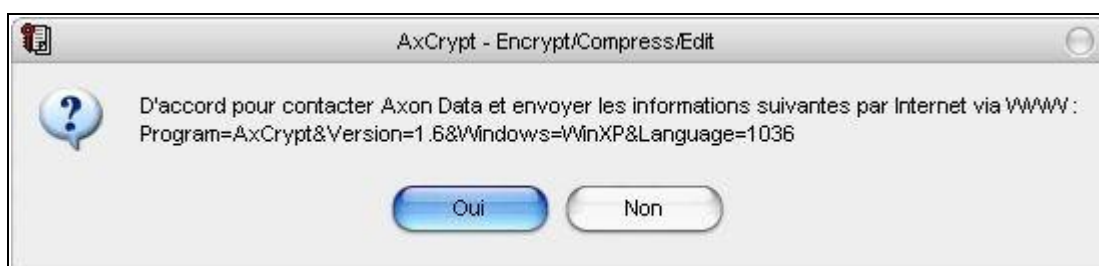 AxCrypt - Encrypt/Compress/Edit
D'accord pour contacter Axon Data et envoyer les informations suivantes par Internet via WWW :
Program=AxCrypt&Version=1.6&Windows=WinXP&Language=1036
Oui
Non